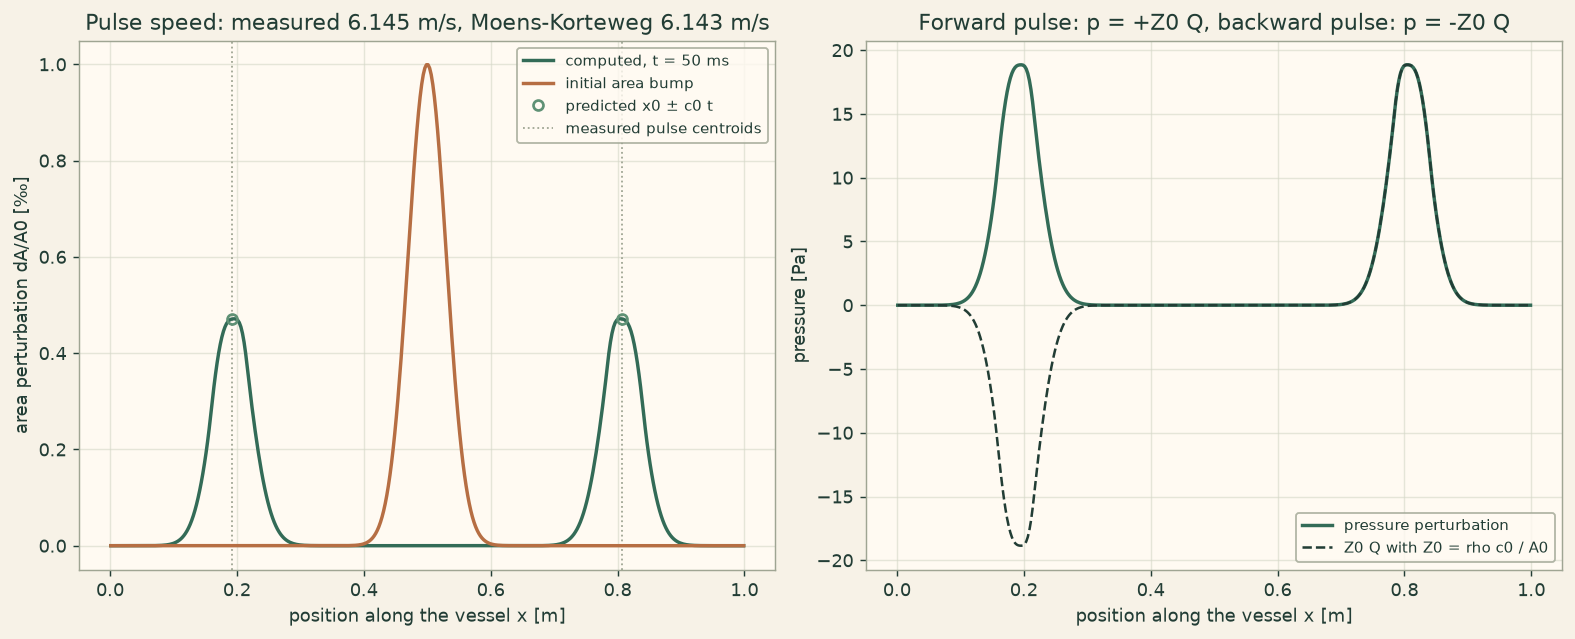 Pulse speed: measured 6.145 m/s, Moens-Korteweg 6.143 m/s
computed, t = 50 ms
initial area bump
predicted x0 ± c0 t
measured pulse centroids
area perturbation dA/A0 [‰]
1.0
0.8
0.6
0.4
0.2
0.0
0.0 0.2 0.4 0.6 0.8 1.0
position along the vessel x [m]
Forward pulse: p = +Z0 Q, backward pulse: p = -Z0 Q
pressure [Pa]
20
15
10
5
0
−5
−10
−15
−20
pressure perturbation
Z0 Q with Z0 = rho c0 / A0
0.0 0.2 0.4 0.6 0.8 1.0
position along the vessel x [m]